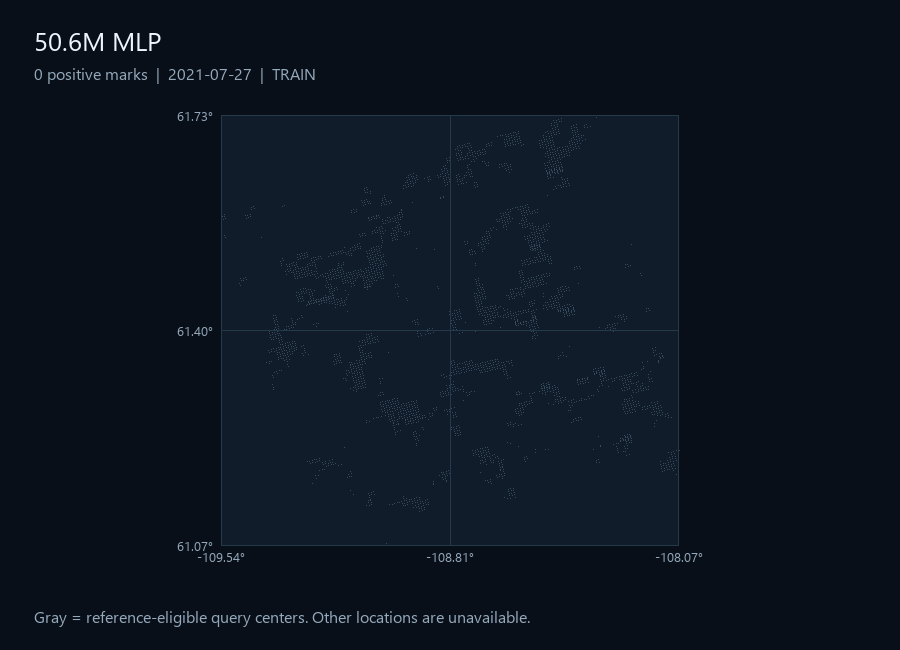 50.6M MLP
0 positive marks | 2021-07-27 | TRAIN
61.73°
61.40°
61.07°
-109.54° -108.81° -108.07°
Gray = reference-eligible query centers. Other locations are unavailable.